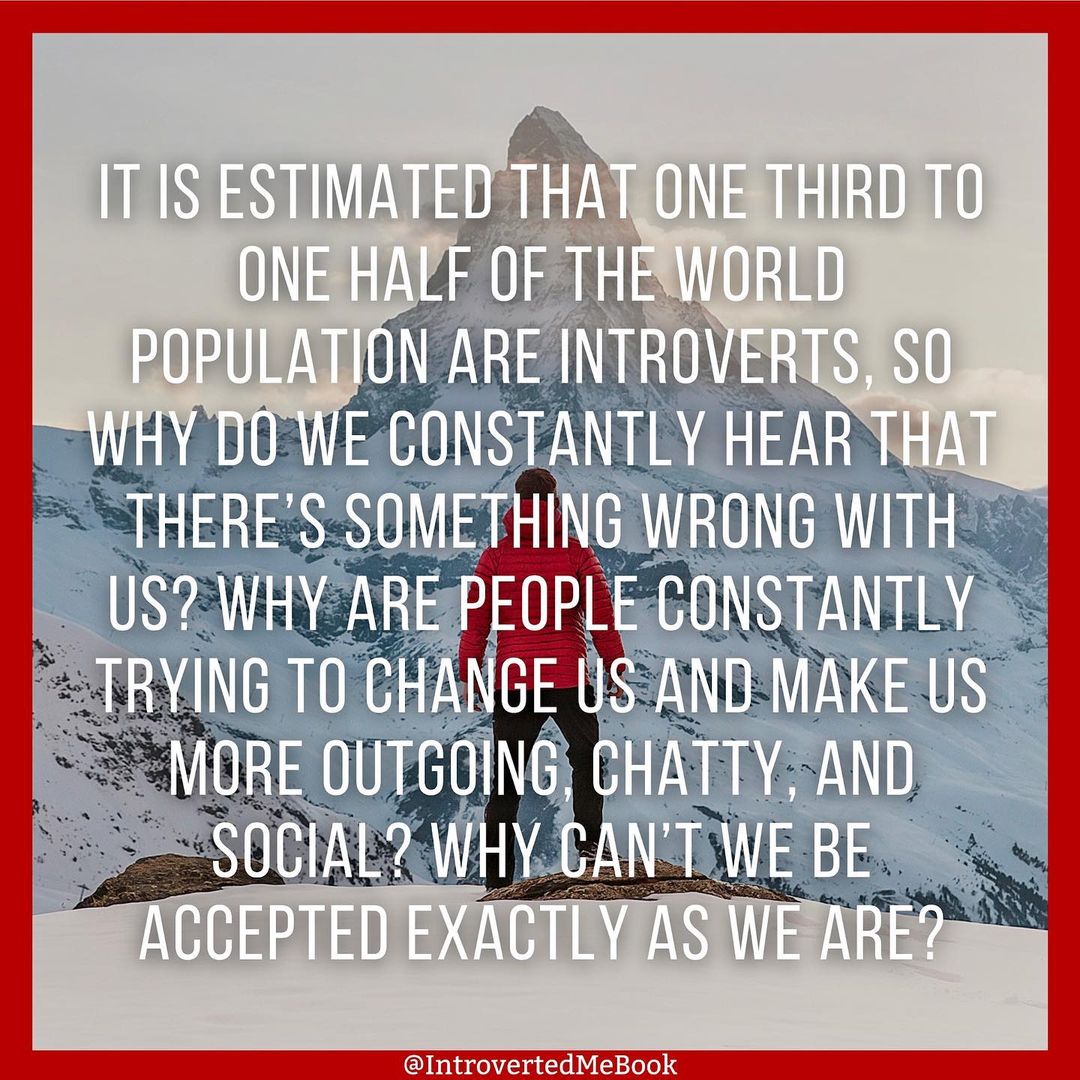 IT IS ESTIMATED THAT ONE THIRD TO
ONE HALF OF THE WORLD
POPULATION ARE INTROVERTS, SO
WHY DO WE CONSTANTLY HEAR THAT
THERE'S SOMETHING WRONG WITH
US? WHY ARE PEOPLE CONSTANTLY
TRYING TO CHANGE US AND MAKE US
MORE OUTGOING, CHATTY, AND
SOCIAL? WHY CAN'T WE BE
ACCEPTED EXACTLY AS WE ARE?
@IntrovertedMeBook